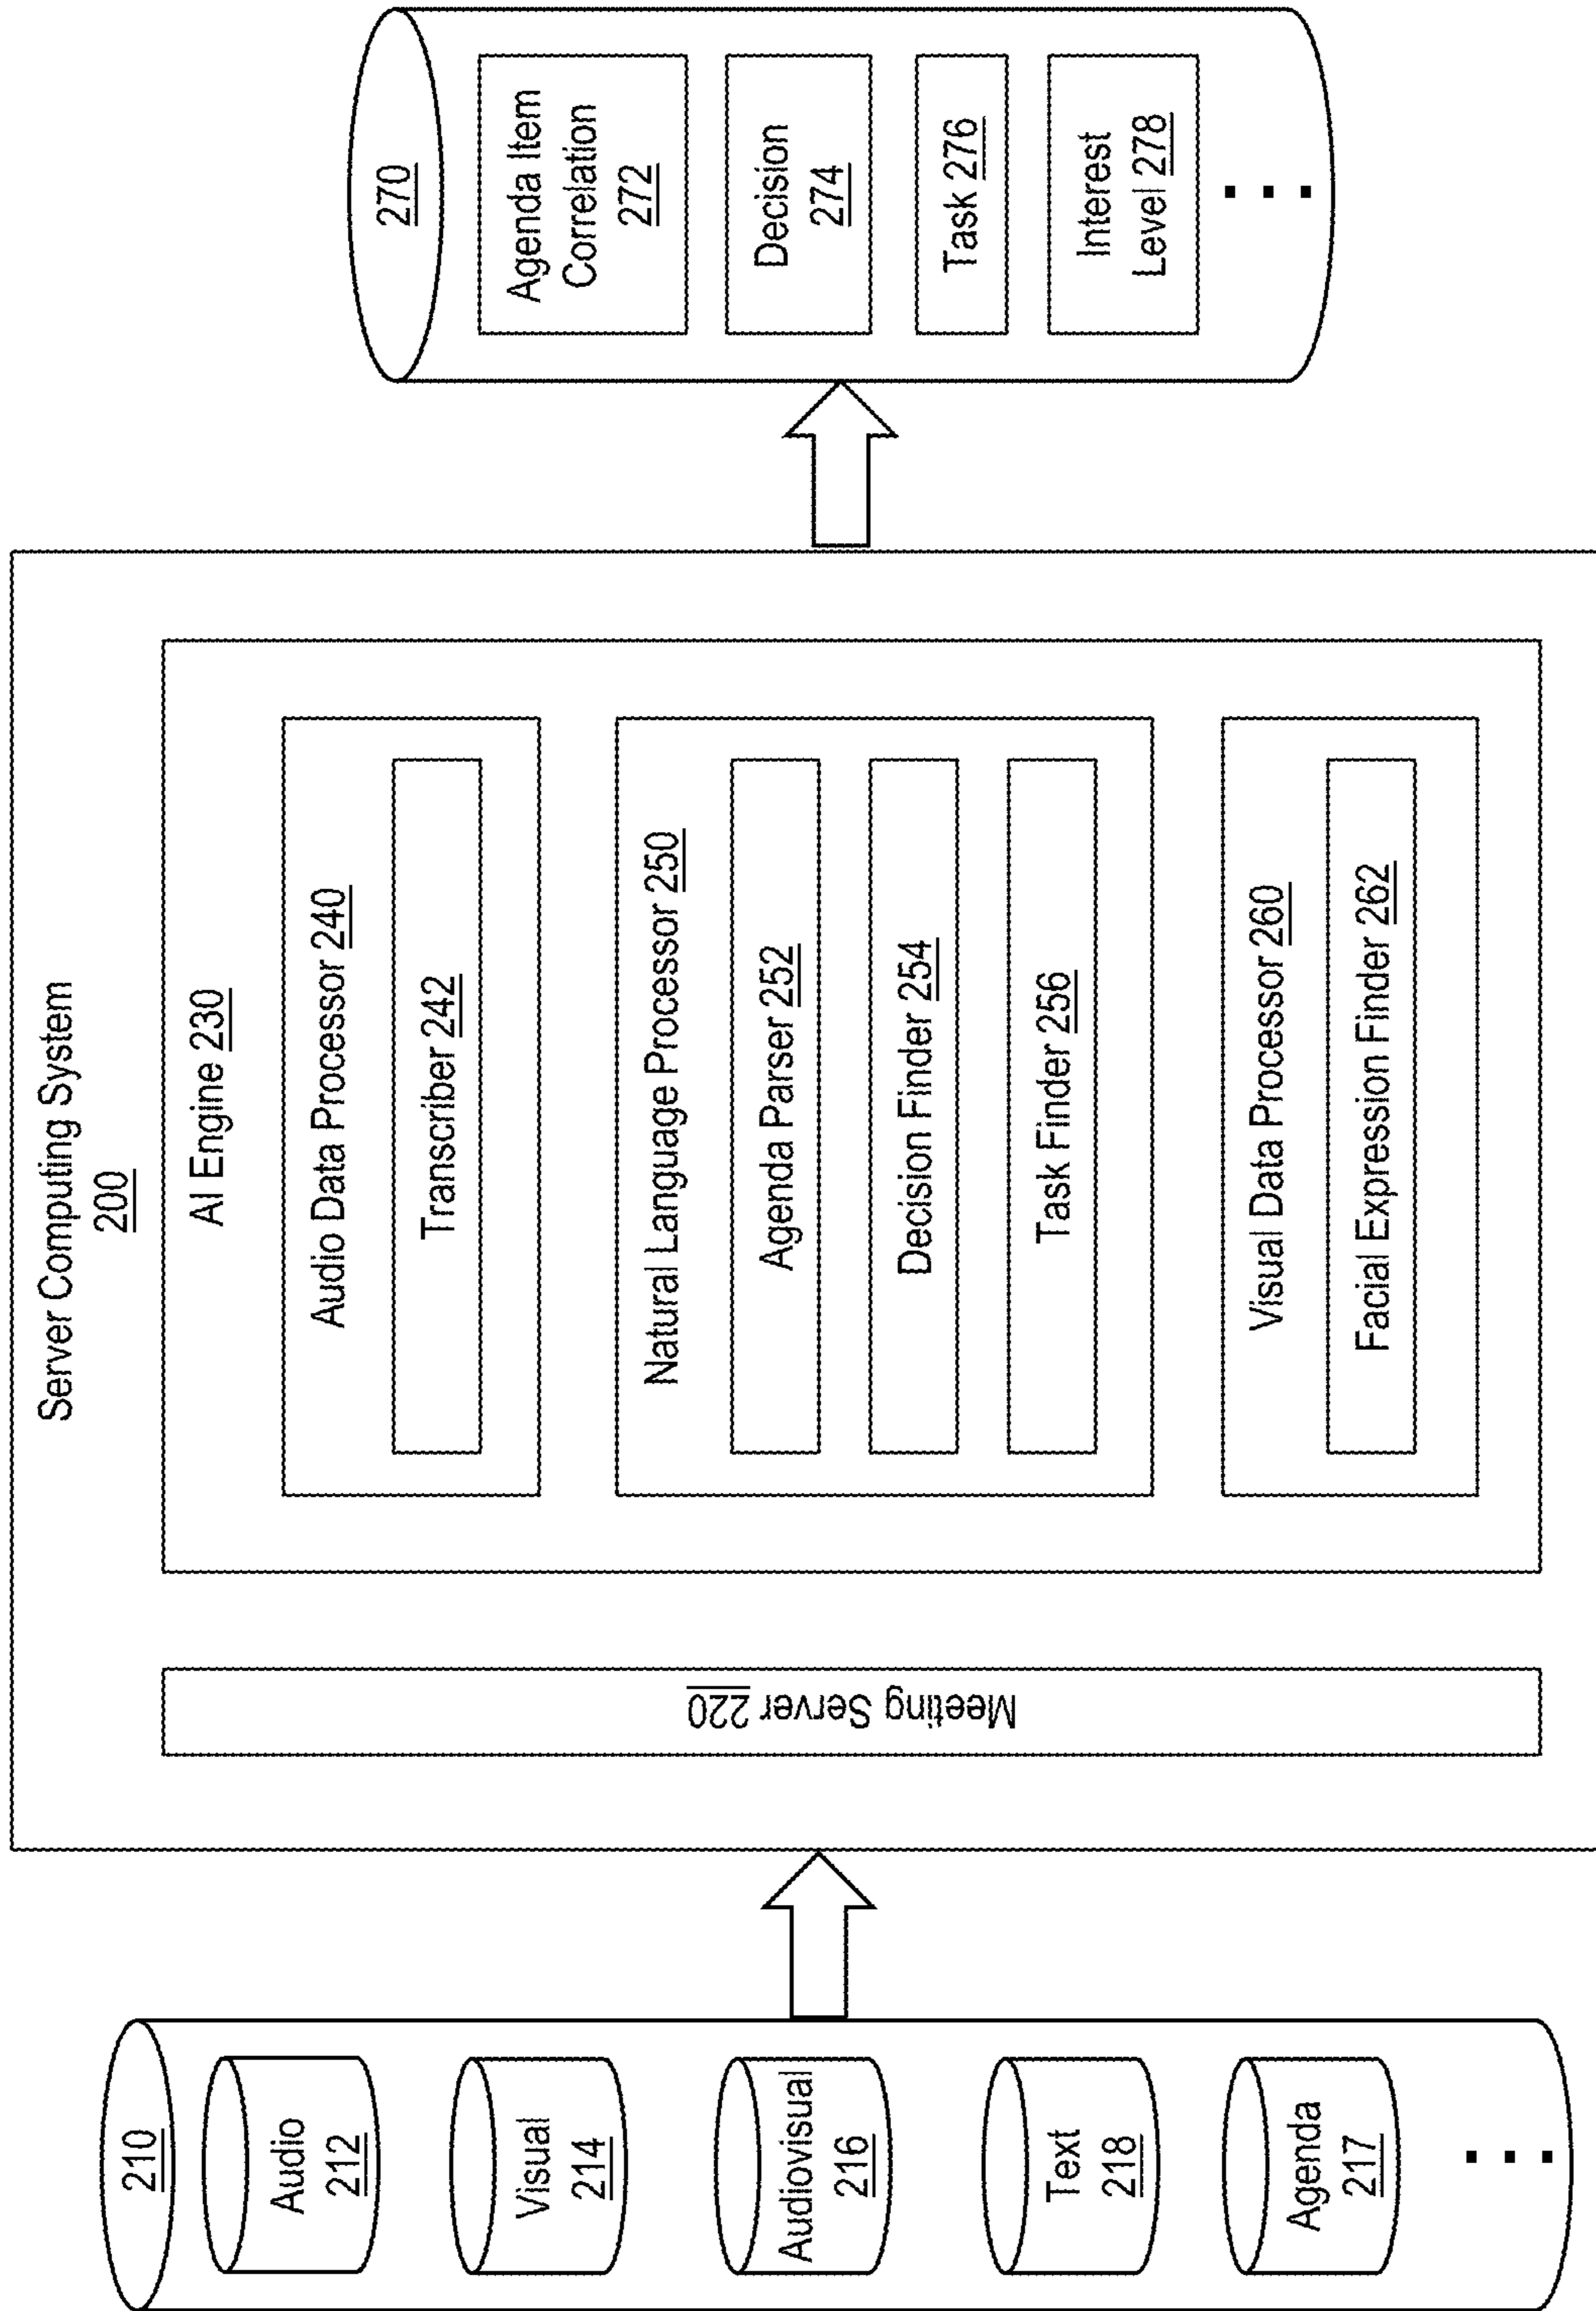 210
Audio
212
Visual
214
Audiovisual
216
Text
218
Agenda
217
Server Computing System
200
Meeting Server 220
AI Engine 230
Audio Data Processor 240
Transcriber 242
Natural Language Processor 250
Agenda Parser 252
Decision Finder 254
Task Finder 256
Visual Data Processor 260
Facial Expression Finder 262
270
Agenda Item
Correlation
272
Decision
274
Task 276
Interest
Level 278